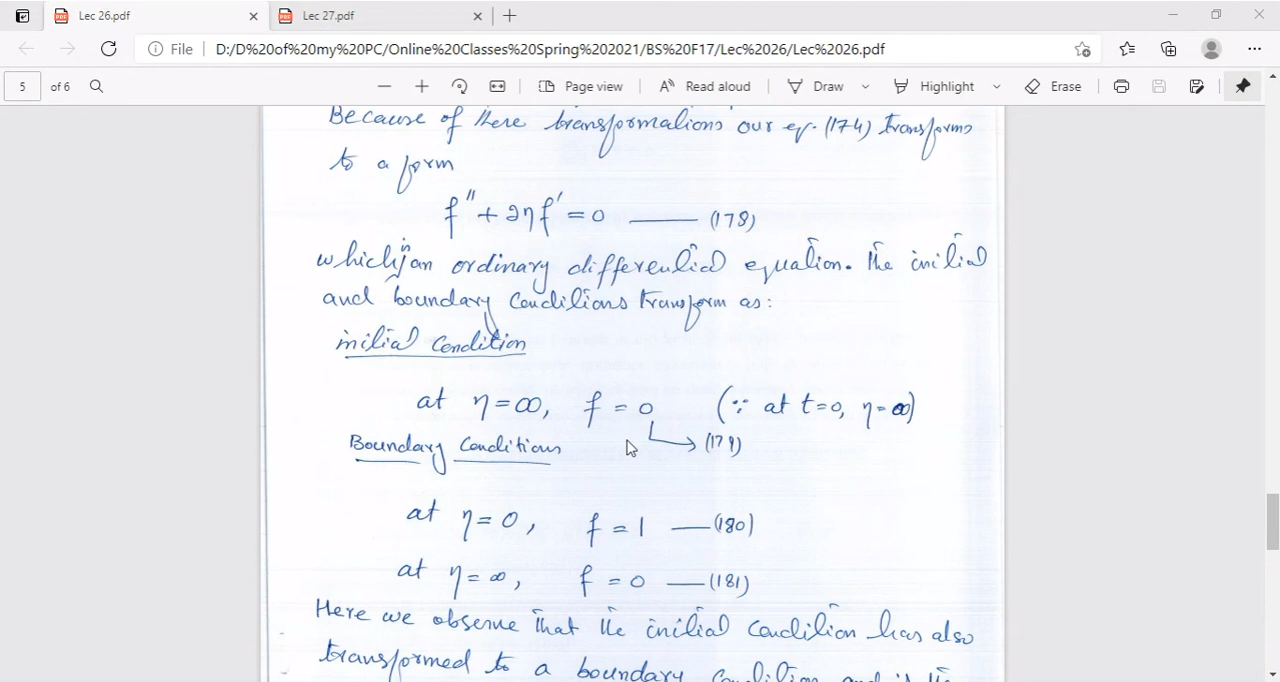 Lec 26.pdf
Lec 27.pdf
File D:/D%20of%20my%20PC/Online%20Classes%20Spring%202021/BS%20F17/Lec%2026/Lec%2026.pdf
5 of 6 Page view Read aloud Draw Highlight Erase
Because of these transformations our eq. (174) transforms
to a form
f'' + 2ηf' = 0 —— (178)
which is an ordinary differential equation. The initial
and boundary conditions transform as:
initial Condition
at η=∞, f = 0 (∵ at t=0, η=∞)
(179)
Boundary Conditions
at η=0, f = 1 —(180)
at η=∞, f = 0 —(181)
Here we observe that the initial condition has also
transformed to a boundary condition and is the